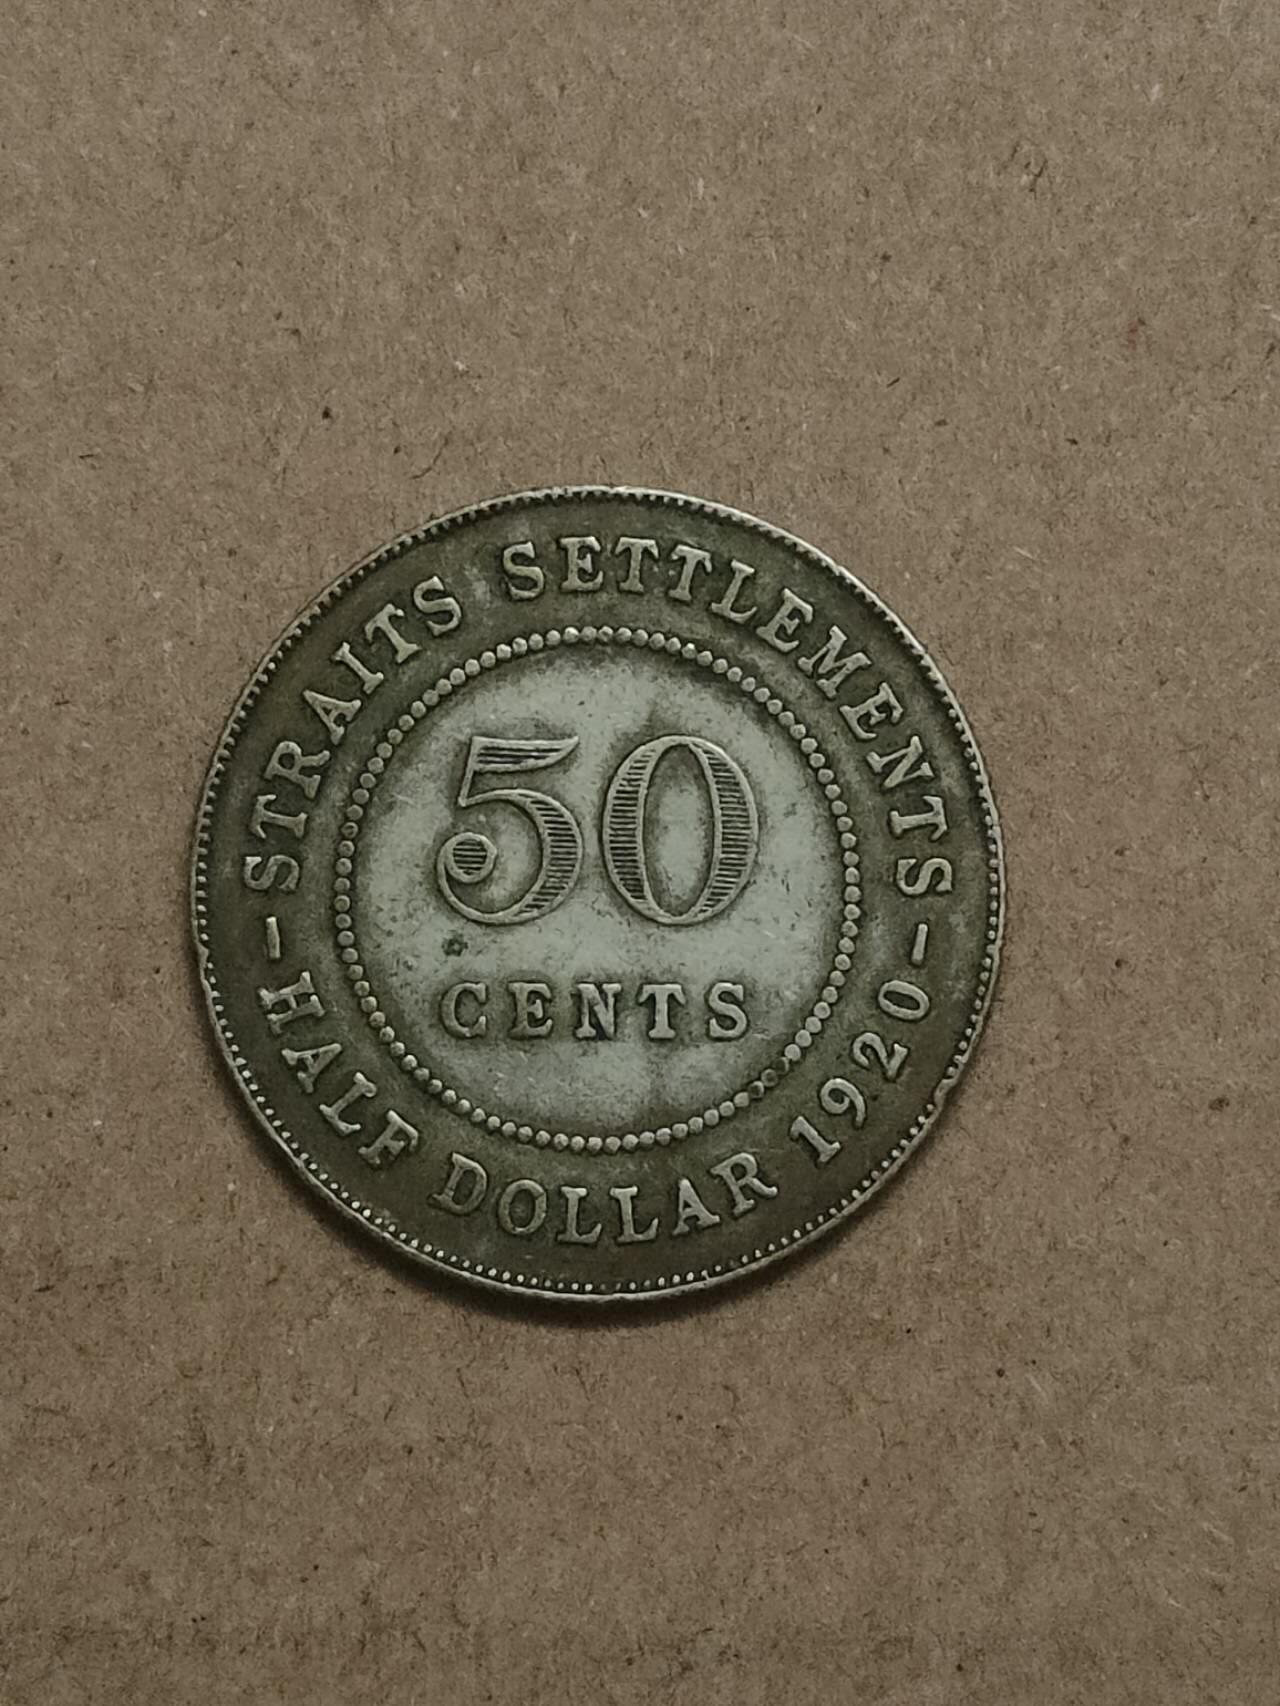 STRAITS SETTLEMENTS
50
CENTS
HALF DOLLAR 1920